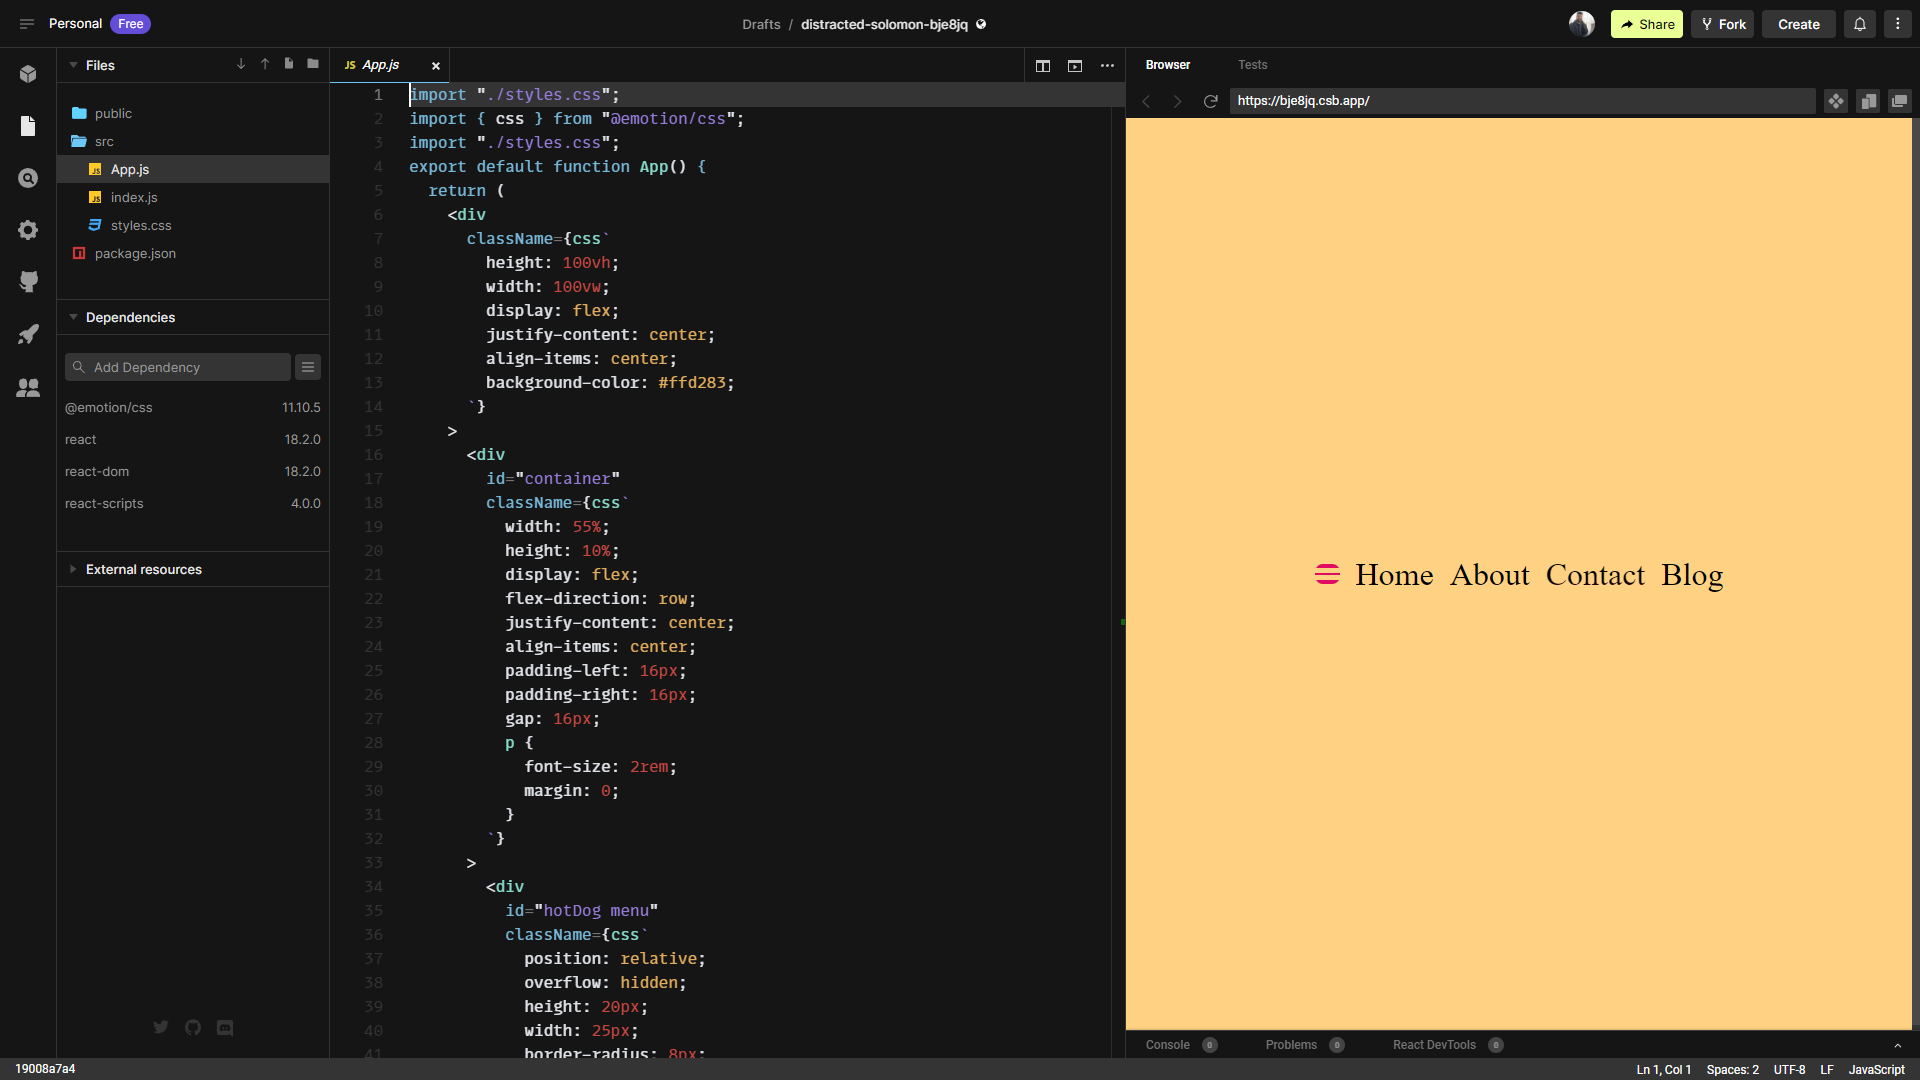 Personal Free
Drafts / distracted-solomon-bje8jq
Share
Fork
Create
Files
public
src
JS App.js
JS index.js
styles.css
package.json
Dependencies
Add Dependency
@emotion/css 11.10.5
react 18.2.0
react-dom 18.2.0
react-scripts 4.0.0
External resources
JS App.js
1 import "./styles.css";
2 import { css } from "@emotion/css";
3 import "./styles.css";
4 export default function App() {
5 return (
6 <div
7 className={css`
8 height: 100vh;
9 width: 100vw;
10 display: flex;
11 justify-content: center;
12 align-items: center;
13 background-color: #ffd283;
14 `}
15 >
16 <div
17 id="container"
18 className={css`
19 width: 55%;
20 height: 10%;
21 display: flex;
22 flex-direction: row;
23 justify-content: center;
24 align-items: center;
25 padding-left: 16px;
26 padding-right: 16px;
27 gap: 16px;
28 p {
29 font-size: 2rem;
30 margin: 0;
31 }
32 `}
33 >
34 <div
35 id="hotDog menu"
36 className={css`
37 position: relative;
38 overflow: hidden;
39 height: 20px;
40 width: 25px;
41 border-radius: 8px;
Browser Tests
https://bje8jq.csb.app/
Home About Contact Blog
Console 0 Problems 0 React DevTools 0
19008a7a4
Ln 1, Col 1 Spaces: 2 UTF-8 LF JavaScript